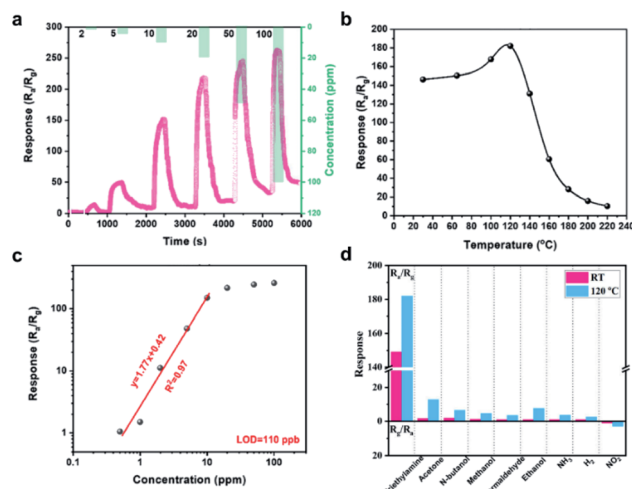 a
2 5 10 20 50 100
300
250
200
150
100
50
0
Response (Ra/Rg)
0 1000 2000 3000 4000 5000 6000
Time (s)
0
20
40
60
80
100
120
Concentration (ppm)
b
200
180
160
140
120
100
80
60
40
20
0
Response (Ra/Rg)
0 20 40 60 80 100 120 140 160 180 200 220 240
Temperature (°C)
c
100
10
1
Response (Ra/Rg)
y=1.77x+0.42
R²=0.97
LOD=110 ppb
0.1 1 10 100
Concentration (ppm)
d
Ra/Rg
RT
120 °C
200
180
160
140
20
0
20
Response
Rg/Ra
riethylamine
Acetone
N-butanol
Methanol
rmaldehyde
Ethanol
NH₃
H₂
NO₂